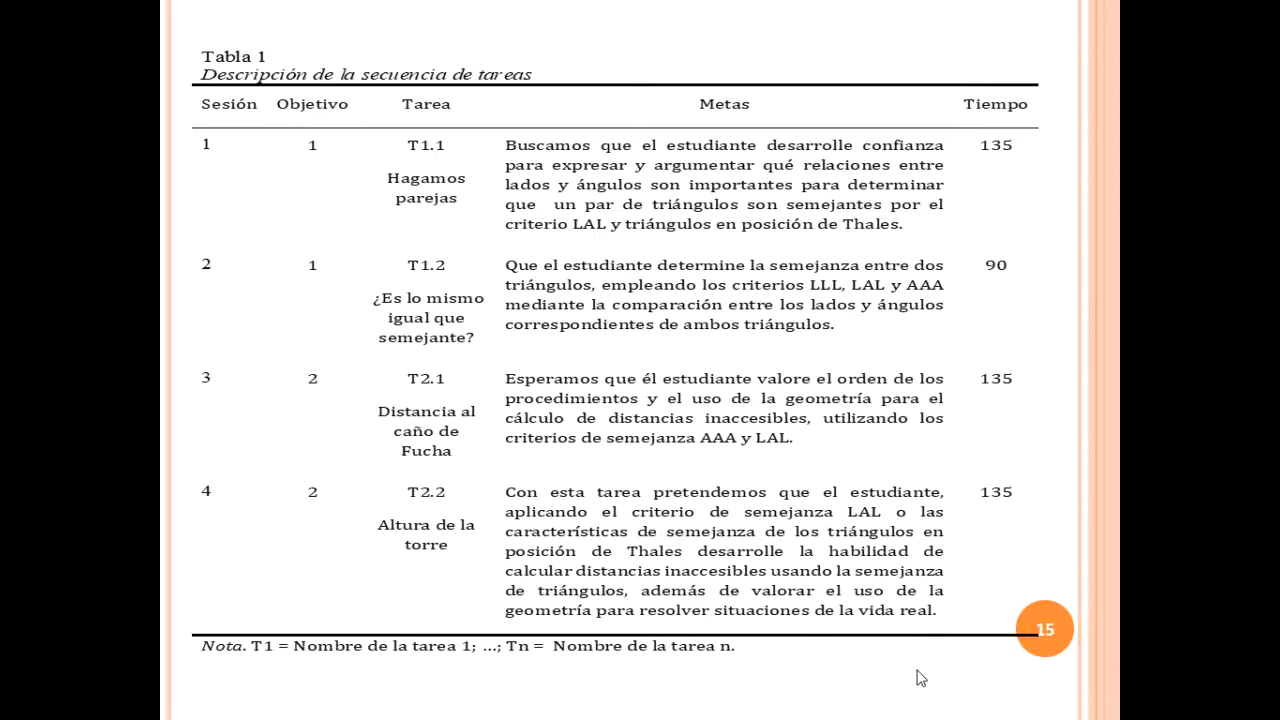 Tabla 1
Descripción de la secuencia de tareas
Sesión Objetivo Tarea Metas Tiempo
1 1 T1.1 Buscamos que el estudiante desarrolle confianza 135
para expresar y argumentar qué relaciones entre
Hagamos lados y ángulos son importantes para determinar
parejas que un par de triángulos son semejantes por el
criterio LAL y triángulos en posición de Thales.
2 1 T1.2 Que el estudiante determine la semejanza entre dos 90
triángulos, empleando los criterios LLL, LAL y AAA
¿Es lo mismo mediante la comparación entre los lados y ángulos
igual que correspondientes de ambos triángulos.
semejante?
3 2 T2.1 Esperamos que él estudiante valore el orden de los 135
procedimientos y el uso de la geometría para el
Distancia al cálculo de distancias inaccesibles, utilizando los
caño de criterios de semejanza AAA y LAL.
Fucha
4 2 T2.2 Con esta tarea pretendemos que el estudiante, 135
aplicando el criterio de semejanza LAL o las
Altura de la características de semejanza de los triángulos en
torre posición de Thales desarrolle la habilidad de
calcular distancias inaccesibles usando la semejanza
de triángulos, además de valorar el uso de la
geometría para resolver situaciones de la vida real.
15
Nota. T1 = Nombre de la tarea 1; ...; Tn = Nombre de la tarea n.